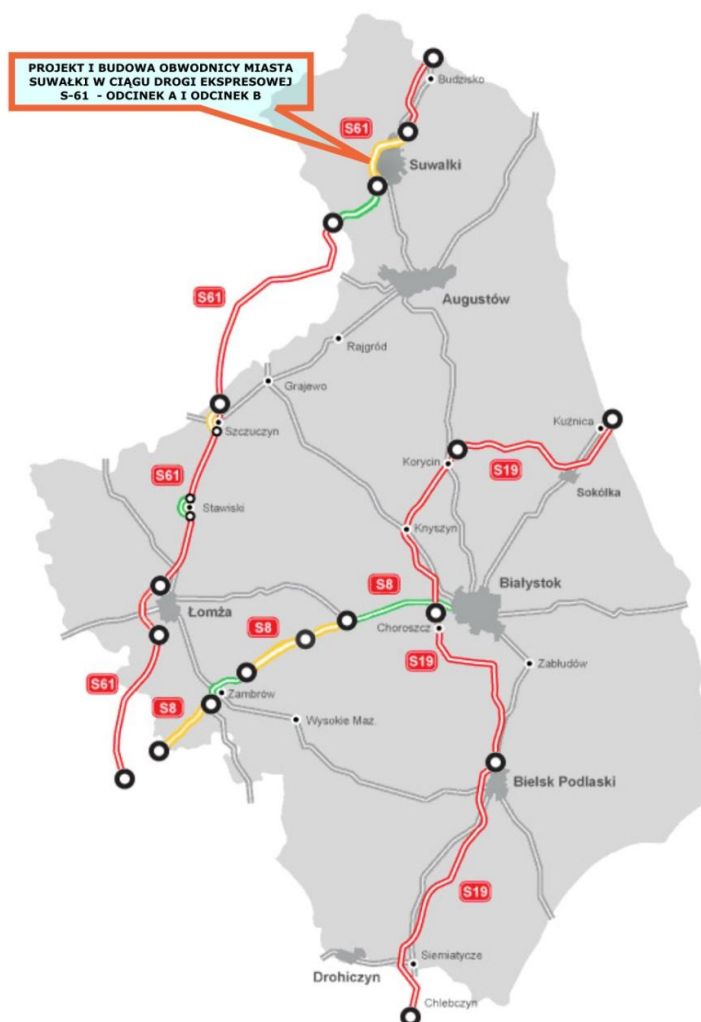 PROJEKT I BUDOWA OBWODNICY MIASTA
SUWAŁKI W CIĄGU DROGI EKSPRESOWEJ
S-61 - ODCINEK A I ODCINEK B
Budzisko
S61
Suwałki
S61
Augustów
Rajgród
Grajewo
Szczuczyn
Kuźnica
Korycin
S19
S61
Sokółka
Stawiski
Knyszyn
S8
Białystok
Łomża
S8
Choroszcz
S19
Zabłudów
S61
S8
Zambrów
Wysokie Maz.
Bielsk Podlaski
S19
Siemiatycze
Drohiczyn
Chlebczyn